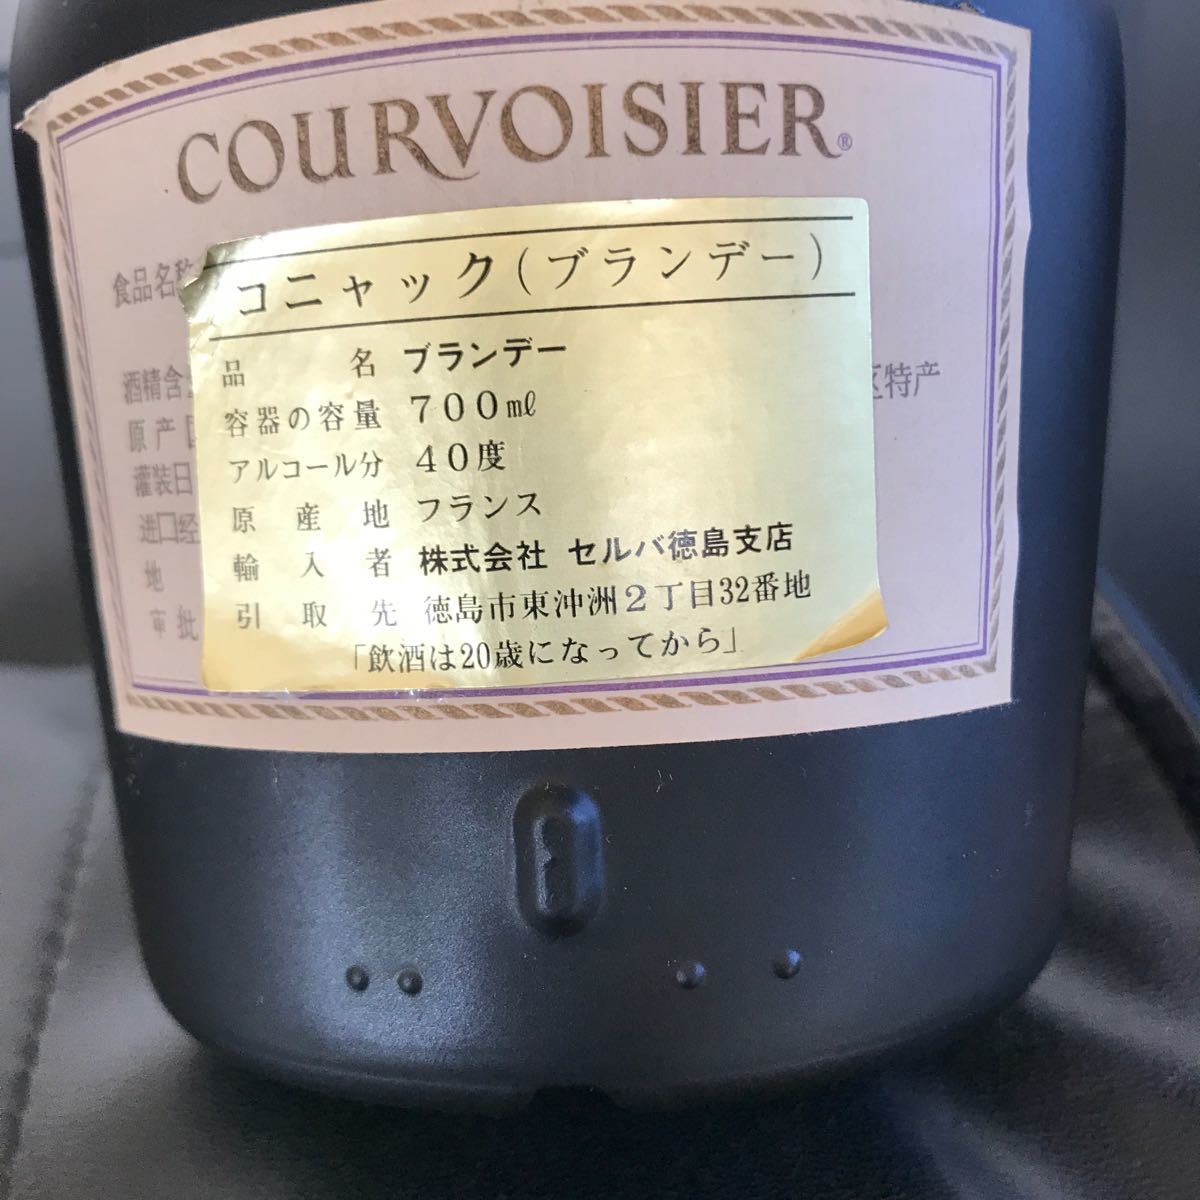 COURVOISIER®
食品名称
コニャック(ブランデー)
品名 ブランデー
容器の容量 700㎖
アルコール分 40度
原産地 フランス
輸入者 株式会社 セルバ徳島支店
引取先 徳島市東沖洲2丁目32番地
「飲酒は20歳になってから」
酒精含
区特产
原产
灌装日
进口经
地
审批